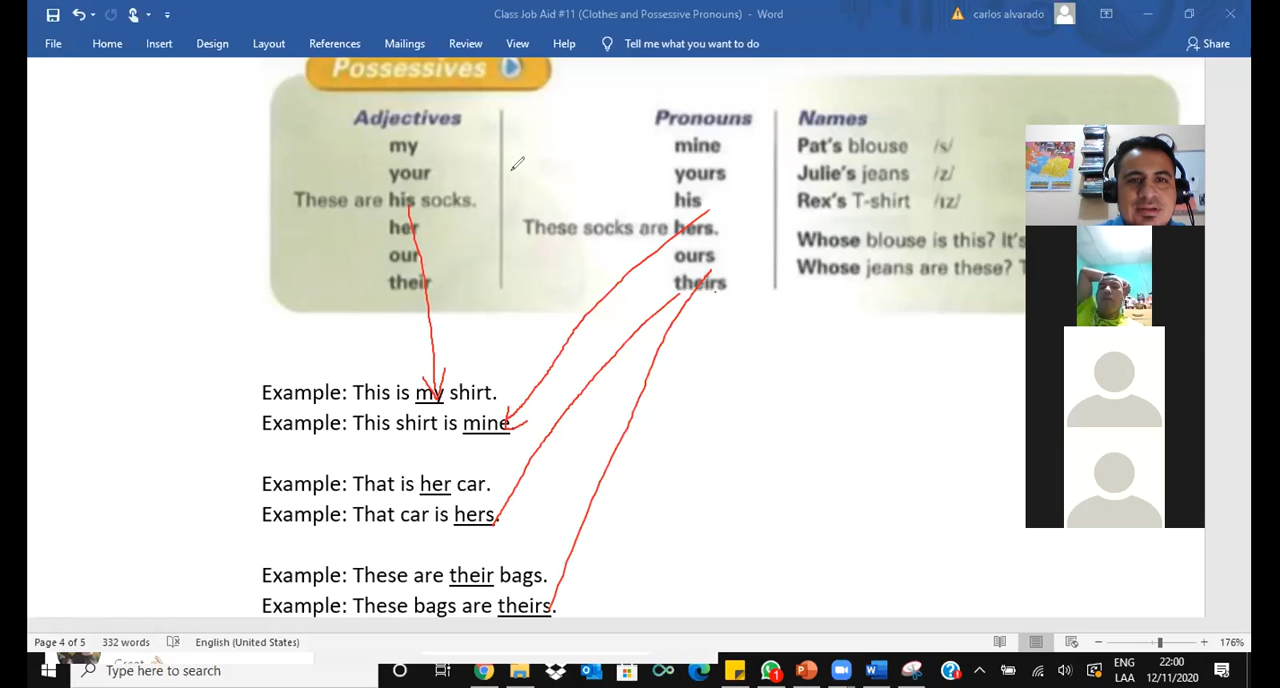 Class Job Aid #11 (Clothes and Possessive Pronouns) - Word
carlos alvarado
File Home Insert Design Layout References Mailings Review View Help Tell me what you want to do Share
Possessives
Adjectives Pronouns Names
my mine Pat's blouse /s/
your yours Julie's jeans /z/
These are his socks. his Rex's T-shirt /ɪz/
her These socks are hers. Whose blouse is this? It's
our ours Whose jeans are these?
their theirs
Example: This is my shirt.
Example: This shirt is mine.
Example: That is her car.
Example: That car is hers.
Example: These are their bags.
Example: These bags are theirs.
Page 4 of 5 332 words English (United States) 176%
Type here to search
ENG 22:00
LAA 12/11/2020